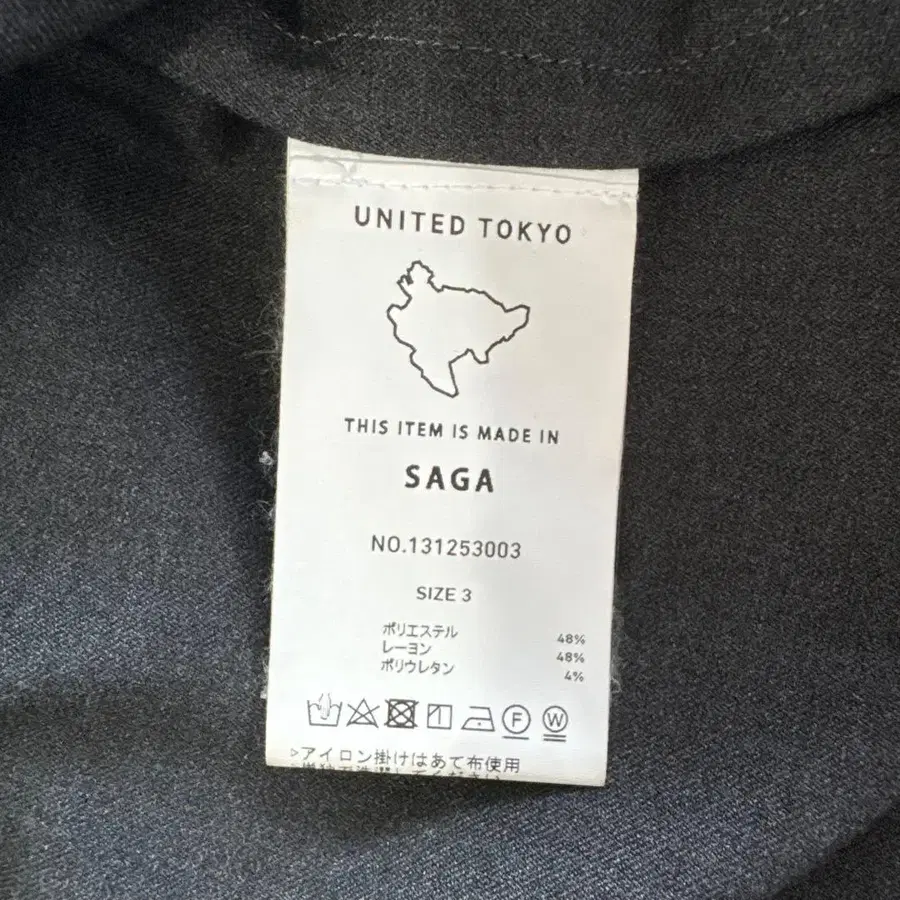 UNITED TOKYO
THIS ITEM IS MADE IN
SAGA
NO.131253003
SIZE 3
ポリエステル 48%
レーヨン 48%
ポリウレタン 4%
F W
>アイロン掛けはあて布使用